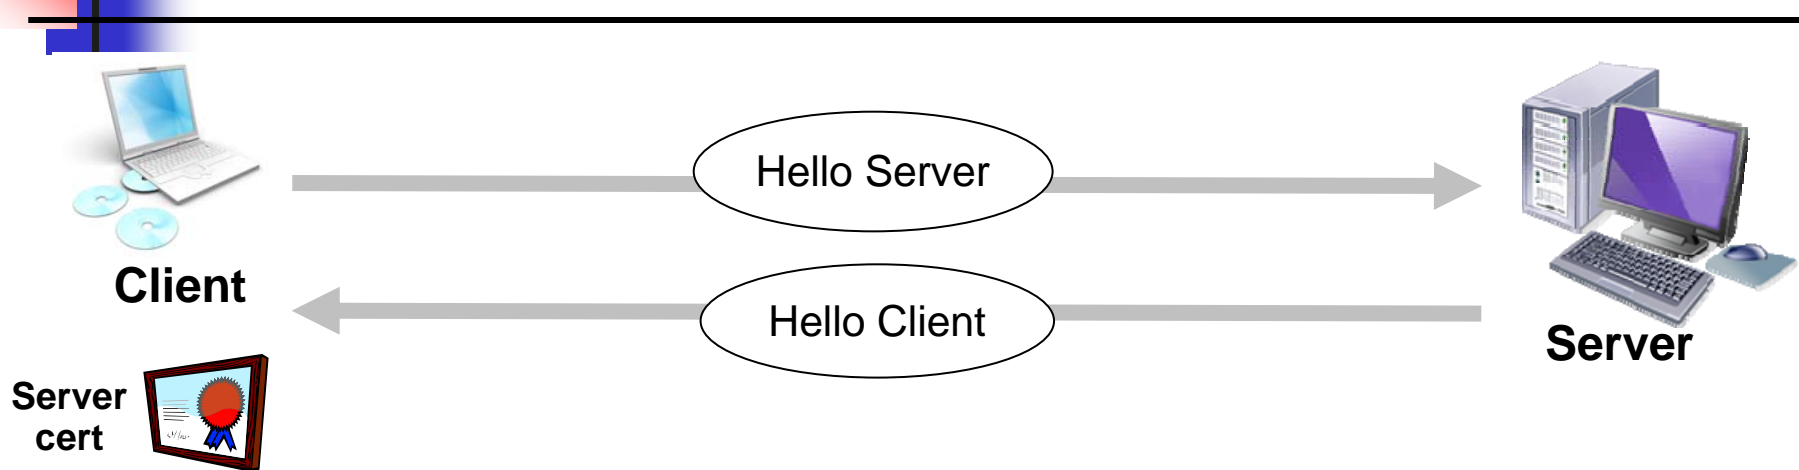 Hello Server
Client
Hello Client
Server
Server
cert